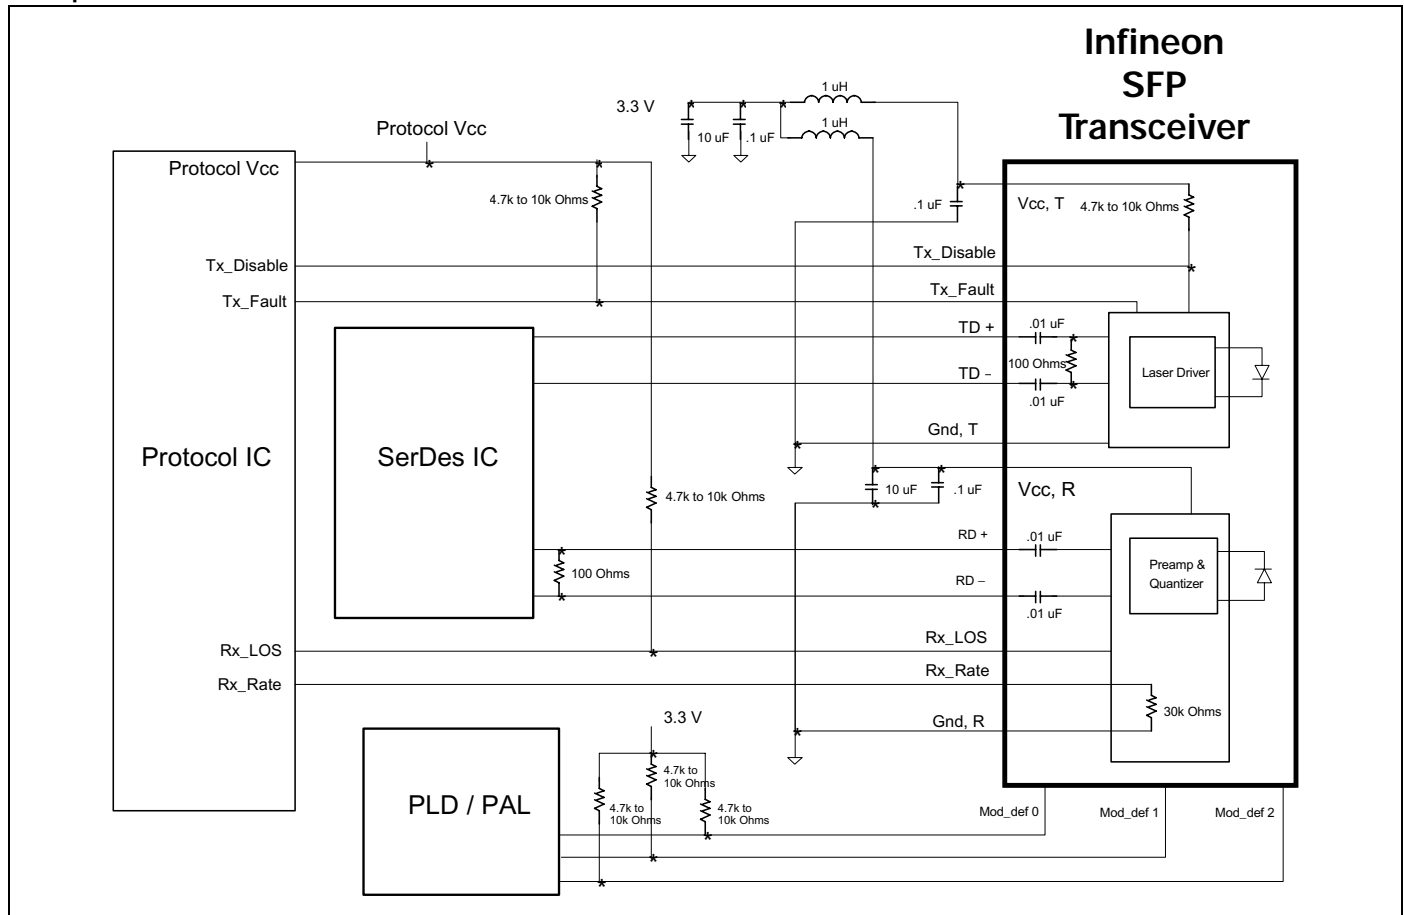 Infineon
SFP
Transceiver
1 uH
3.3 V
1 uH
10 uF
.1 uF
Protocol Vcc
Protocol Vcc
4.7k to 10k Ohms
.1 uF
Vcc, T
4.7k to 10k Ohms
Tx_Disable
Tx_Disable
Tx_Fault
Tx_Fault
TD +
.01 uF
100 Ohms
TD –
.01 uF
Laser Driver
Gnd, T
Protocol IC
SerDes IC
4.7k to 10k Ohms
10 uF
.1 uF
Vcc, R
RD +
.01 uF
100 Ohms
RD –
.01 uF
Preamp &
Quantizer
Rx_LOS
Rx_LOS
Rx_Rate
Rx_Rate
30k Ohms
Gnd, R
3.3 V
PLD / PAL
4.7k to
10k Ohms
4.7k to
10k Ohms
4.7k to
10k Ohms
Mod_def 0
Mod_def 1
Mod_def 2